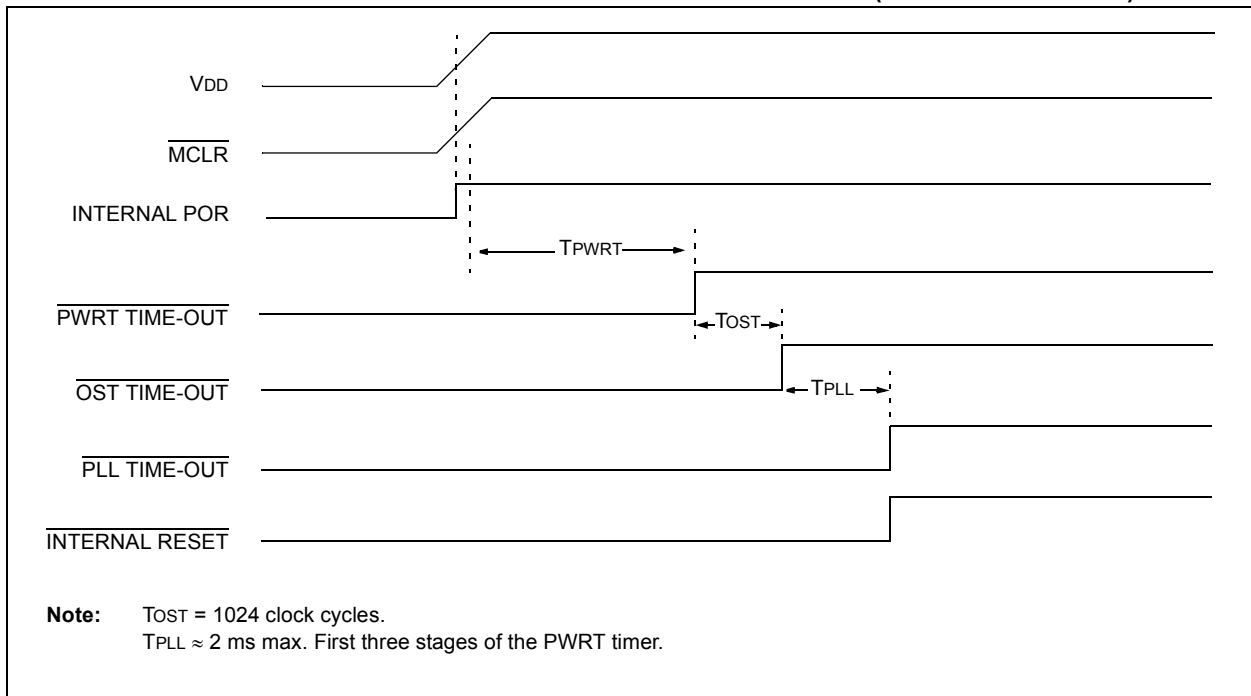 VDD
MCLR
INTERNAL POR
TPWRT
PWRT TIME-OUT
TOST
OST TIME-OUT
TPLL
PLL TIME-OUT
INTERNAL RESET
Note: TOST = 1024 clock cycles.
TPLL ≈ 2 ms max. First three stages of the PWRT timer.